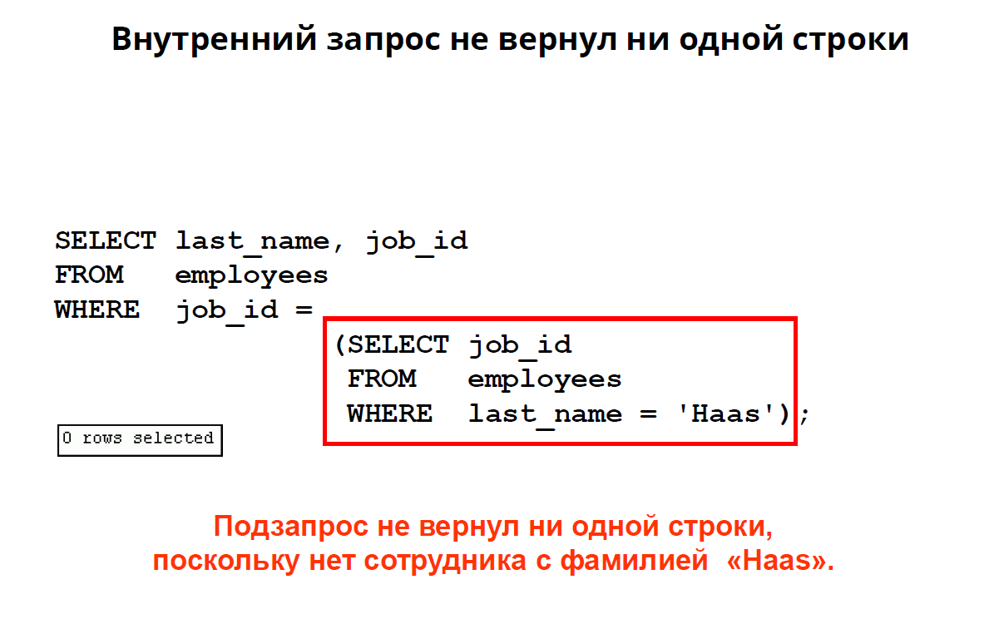 Внутренний запрос не вернул ни одной строки
SELECT last_name, job_id
FROM employees
WHERE job_id =
(SELECT job_id
FROM employees
WHERE last_name = 'Haas');
0 rows selected
Подзапрос не вернул ни одной строки,
поскольку нет сотрудника с фамилией «Haas».